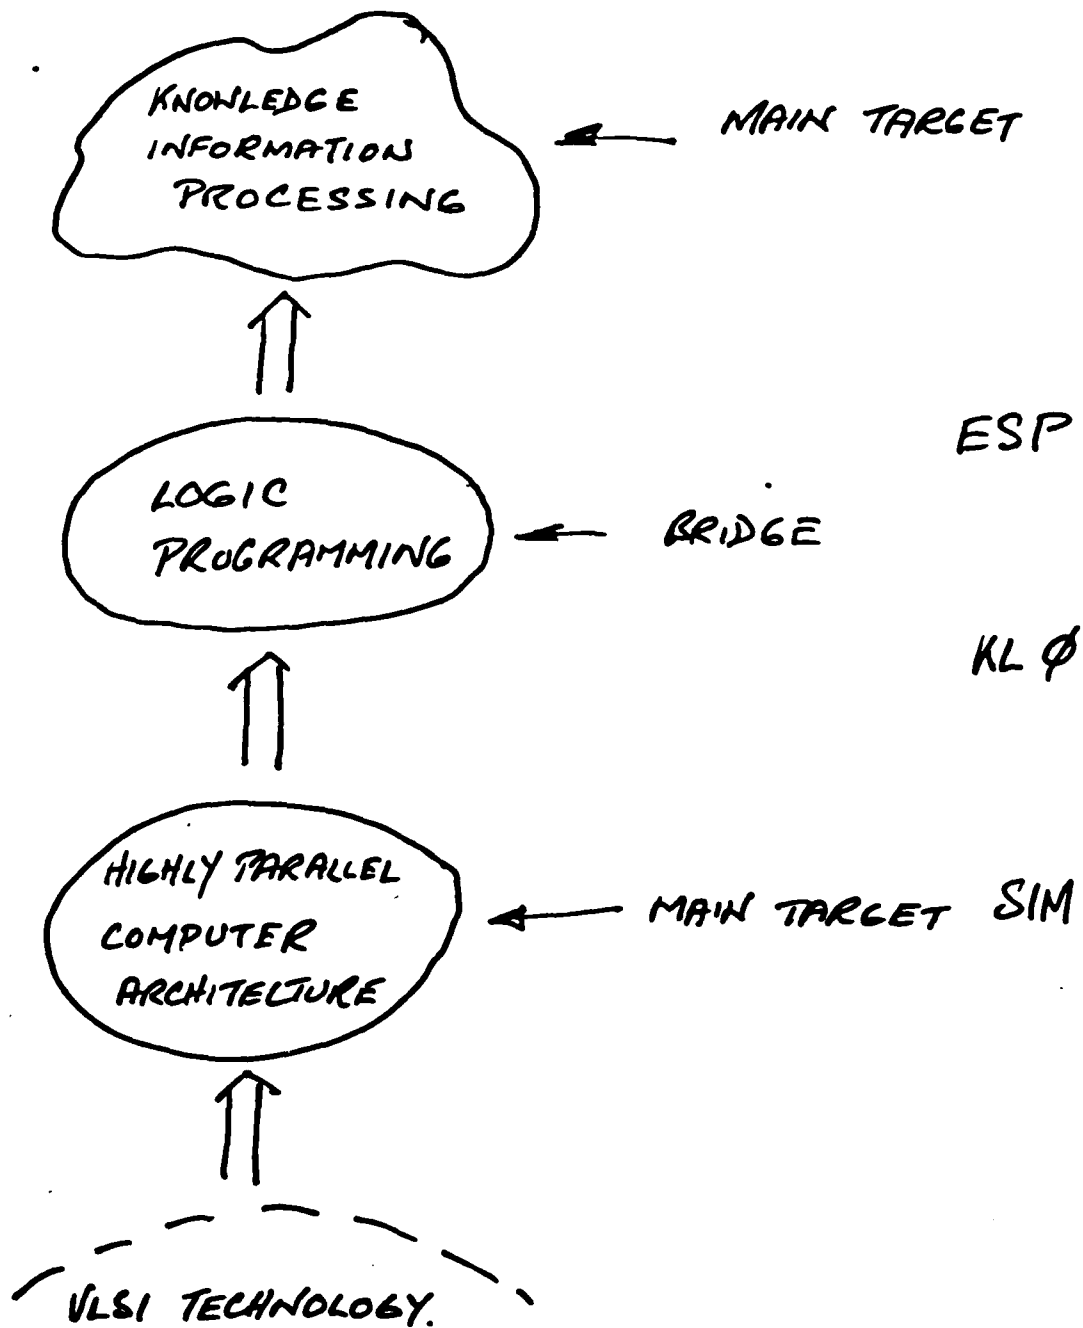 KNOWLEDGE
INFORMATION
PROCESSING
MAIN TARGET
ESP
LOGIC
PROGRAMMING
BRIDGE
KL Ø
HIGHLY PARALLEL
COMPUTER
ARCHITECTURE
MAIN TARGET SIM
VLSI TECHNOLOGY.